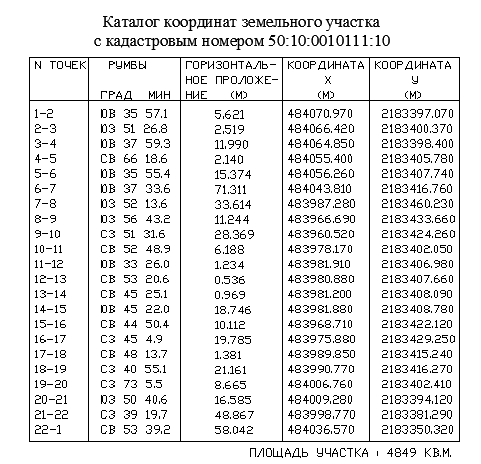 Каталог координат земельного участка
с кадастровым номером 50:10:0010111:10
N ТОЧЕК РУМБЫ ГОРИЗОНТАЛЬ- КООРДИНАТА КООРДИНАТА
НОЕ ПРОЛОЖЕ- X У
ГРАД МИН НИЕ (М) (М) (М)
1-2 ЮВ 35 57.1 5.621 484070.970 2183397.070
2-3 ЮЗ 51 26.8 2.519 484066.420 2183400.370
3-4 ЮВ 37 59.3 11.990 484064.850 2183398.400
4-5 СВ 66 18.6 2.140 484055.400 2183405.780
5-6 ЮВ 35 55.4 15.374 484056.260 2183407.740
6-7 ЮВ 37 33.6 71.311 484043.810 2183416.760
7-8 ЮЗ 52 13.6 33.614 483987.280 2183460.230
8-9 ЮЗ 56 43.2 11.244 483966.690 2183433.660
9-10 СЗ 51 31.6 28.369 483960.520 2183424.260
10-11 СВ 52 48.9 6.188 483978.170 2183402.050
11-12 ЮВ 33 26.0 1.234 483981.910 2183406.980
12-13 СВ 53 20.6 0.536 483980.880 2183407.660
13-14 СВ 45 25.1 0.969 483981.200 2183408.090
14-15 ЮВ 45 22.0 18.746 483981.880 2183408.780
15-16 СВ 44 50.4 10.112 483968.710 2183422.120
16-17 СЗ 45 4.9 19.785 483975.880 2183429.250
17-18 СВ 48 13.7 1.381 483989.850 2183415.240
18-19 СЗ 40 55.1 21.161 483990.770 2183416.270
19-20 СЗ 73 5.5 8.665 484006.760 2183402.410
20-21 ЮЗ 50 40.6 16.585 484009.280 2183394.120
21-22 СЗ 39 19.7 48.867 483998.770 2183381.290
22-1 СВ 53 39.2 58.042 484036.570 2183350.320
ПЛОЩАДЬ УЧАСТКА : 4849 КВ.М.